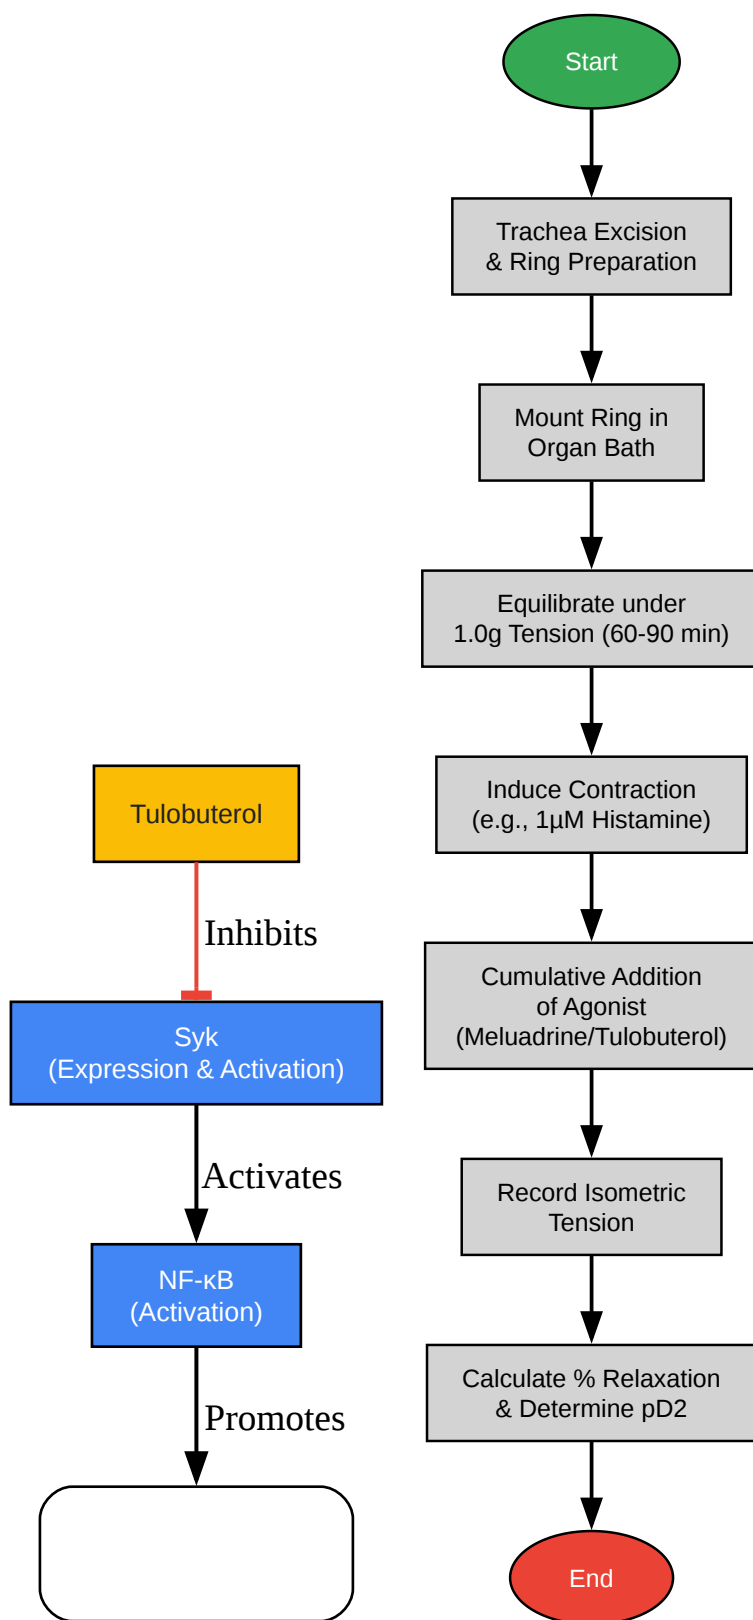 Start
Trachea Excision
& Ring Preparation
Mount Ring in
Organ Bath
Equilibrate under
1.0g Tension (60-90 min)
Induce Contraction
(e.g., 1µM Histamine)
Cumulative Addition
of Agonist
(Meluadrine/Tulobuterol)
Record Isometric
Tension
Calculate % Relaxation
& Determine pD2
End
Tulobuterol
Inhibits
Syk
(Expression & Activation)
Activates
NF-κB
(Activation)
Promotes